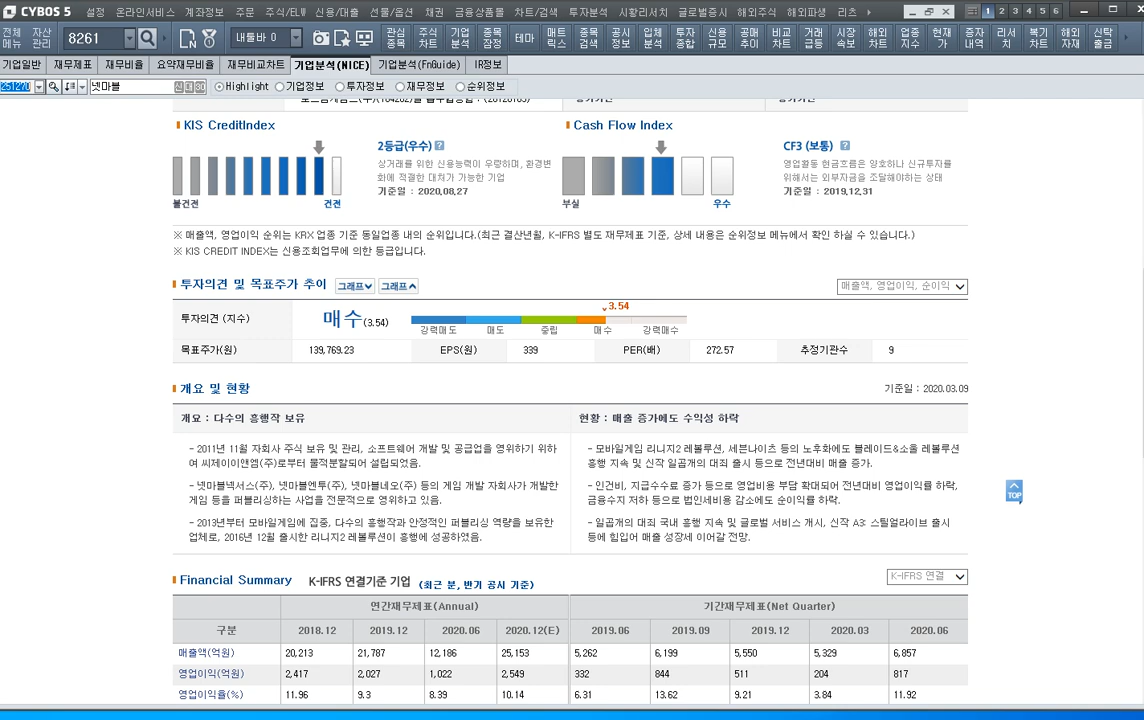 CYBOS 5 설정 온라인서비스 계좌정보 주문 주식/ELW 신용/대출 선물/옵션 채권 금융상품몰 차트/검색 투자분석 시황리서치 글로벌증시 해외주식 해외파생 리츠 1 2 3 4 5 6
전체메뉴 자산관리 8261 내툴바 0 관심종목 주식차트 기업분석 종목잠정 테마 매트릭스 종목검색 공시정보 입체분석 투자종합 신용규모 공매추이 비교차트 거래급등 시장속보 해외차트 업종지수 현재가 증자내역 리서치 복기차트 해외자재 신탁출금
기업일반 재무제표 재무비율 요약재무비율 재무비교차트 기업분석(NICE) 기업분석(FnGuide) IR정보
251270 넷마블 신 대 3D Highlight 기업정보 투자정보 재무정보 순위정보
KIS CreditIndex
2등급(우수)
상거래를 위한 신용능력이 우량하며, 환경변
화에 적절한 대처가 가능한 기업
기준일 : 2020,08,27
불건전 건전
Cash Flow Index
CF3 (보통)
영업활동 현금흐름은 양호하나 신규투자를
위해서는 외부자금을 조달해야하는 상태
기준일 : 2019,12,31
부실 우수
※ 매출액, 영업이익 순위는 KRX 업종 기준 동일업종 내의 순위입니다.(최근 결산년월, K-IFRS 별도 재무제표 기준, 상세 내용은 순위정보 메뉴에서 확인 하실 수 있습니다.)
※ KIS CREDIT INDEX는 신용조회업무에 의한 등급입니다.
투자의견 및 목표주가 추이 그래프 그래프 매출액, 영업이익, 순이익
투자의견 (지수) 매수(3.54) 3.54
강력매도 매도 중립 매수 강력매수
목표주가(원) 139,769.23 EPS(원) 339 PER(배) 272.57 추정기관수 9
개요 및 현황 기준일 : 2020.03.09
개요 : 다수의 흥행작 보유
- 2011년 11월 자회사 주식 보유 및 관리, 소프트웨어 개발 및 공급업을 영위하기 위하
여 씨제이이앤엠(주)로부터 물적분할되어 설립되었음.
- 넷마블넥서스(주), 넷마블엔투(주), 넷마블네오(주) 등의 게임 개발 자회사가 개발한
게임 등을 퍼블리싱하는 사업을 전문적으로 영위하고 있음.
- 2013년부터 모바일게임에 집중, 다수의 흥행작과 안정적인 퍼블리싱 역량을 보유한
업체로, 2016년 12월 출시한 리니지2 레볼루션이 흥행에 성공하였음.
현황 : 매출 증가에도 수익성 하락
- 모바일게임 리니지2 레볼루션, 세븐나이츠 등의 노후화에도 블레이드&소울 레볼루션
흥행 지속 및 신작 일곱개의 대죄 출시 등으로 전년대비 매출 증가.
- 인건비, 지급수수료 증가 등으로 영업비용 부담 확대되어 전년대비 영업이익률 하락,
금융수지 저하 등으로 법인세비용 감소에도 순이익률 하락.
- 일곱개의 대죄 국내 흥행 지속 및 글로벌 서비스 개시, 신작 A3: 스틸얼라이브 출시
등에 힘입어 매출 성장세 이어갈 전망.
TOP
Financial Summary K-IFRS 연결기준 기업 (최근 분, 반기 공시 기준) K-IFRS 연결
연간재무제표(Annual) 기간재무제표(Net Quarter)
구분 2018.12 2019.12 2020.06 2020.12(E) 2019.06 2019.09 2019.12 2020.03 2020.06
매출액(억원) 20,213 21,787 12,186 25,153 5,262 6,199 5,550 5,329 6,857
영업이익(억원) 2,417 2,027 1,022 2,549 332 844 511 204 817
영업이익률(%) 11.96 9.3 8.39 10.14 6.31 13.62 9.21 3.84 11.92